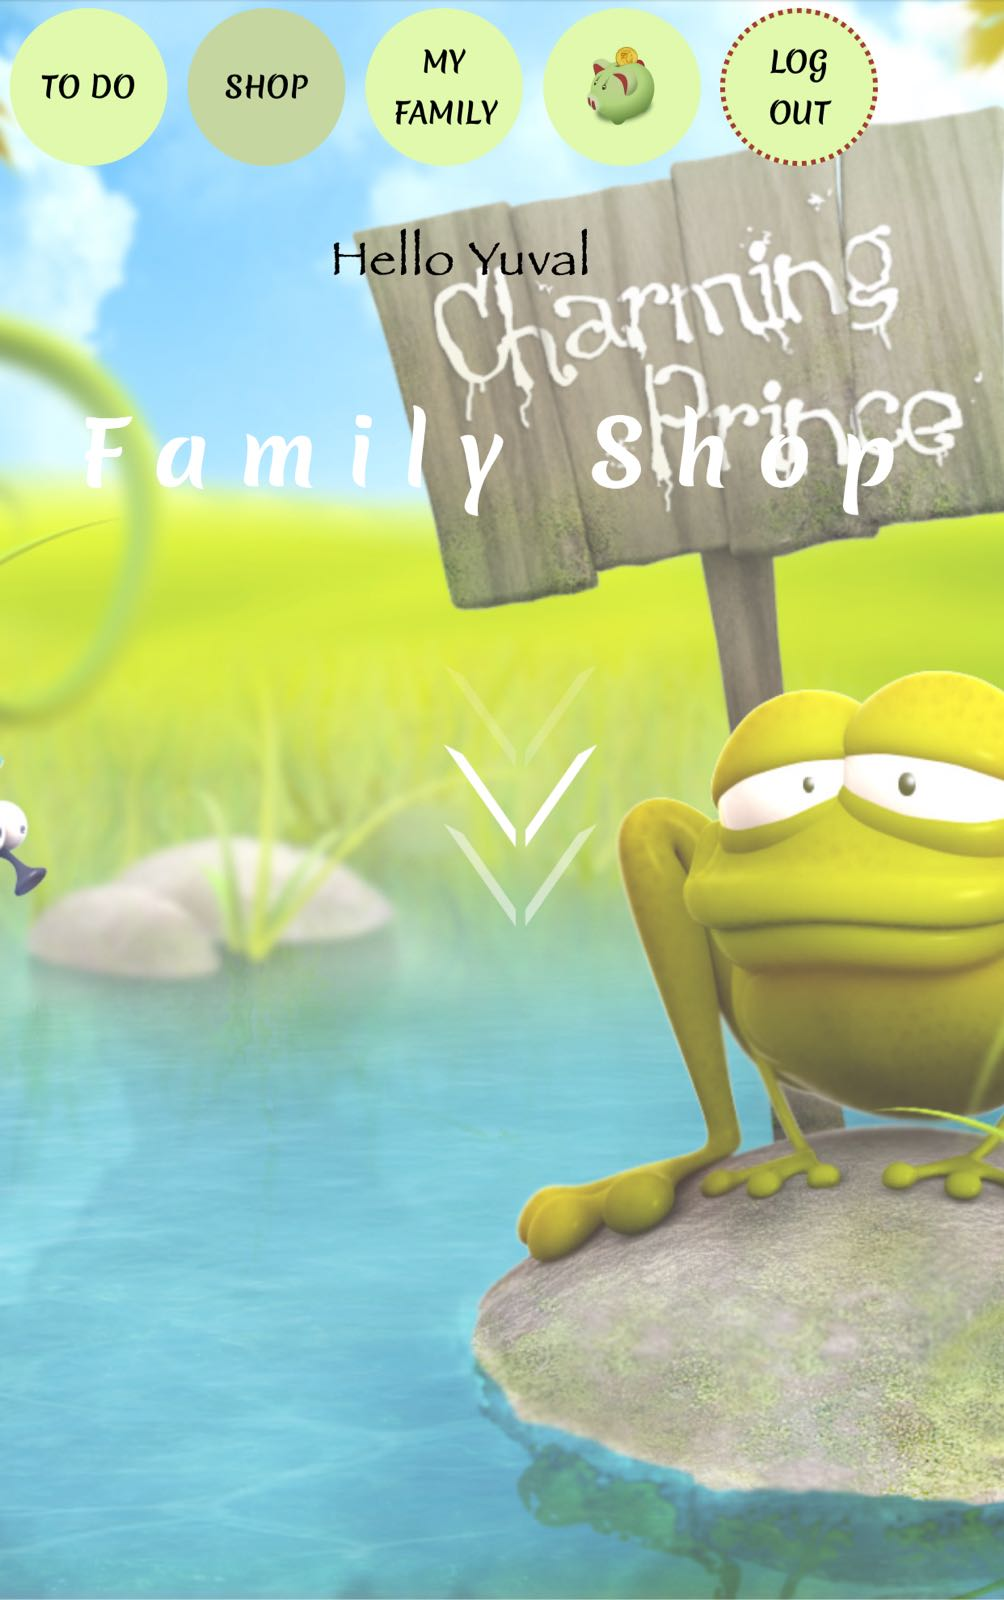 TO DO
SHOP
MY
FAMILY
LOG
OUT
Hello Yuval
Charming
Prince
Family Shop